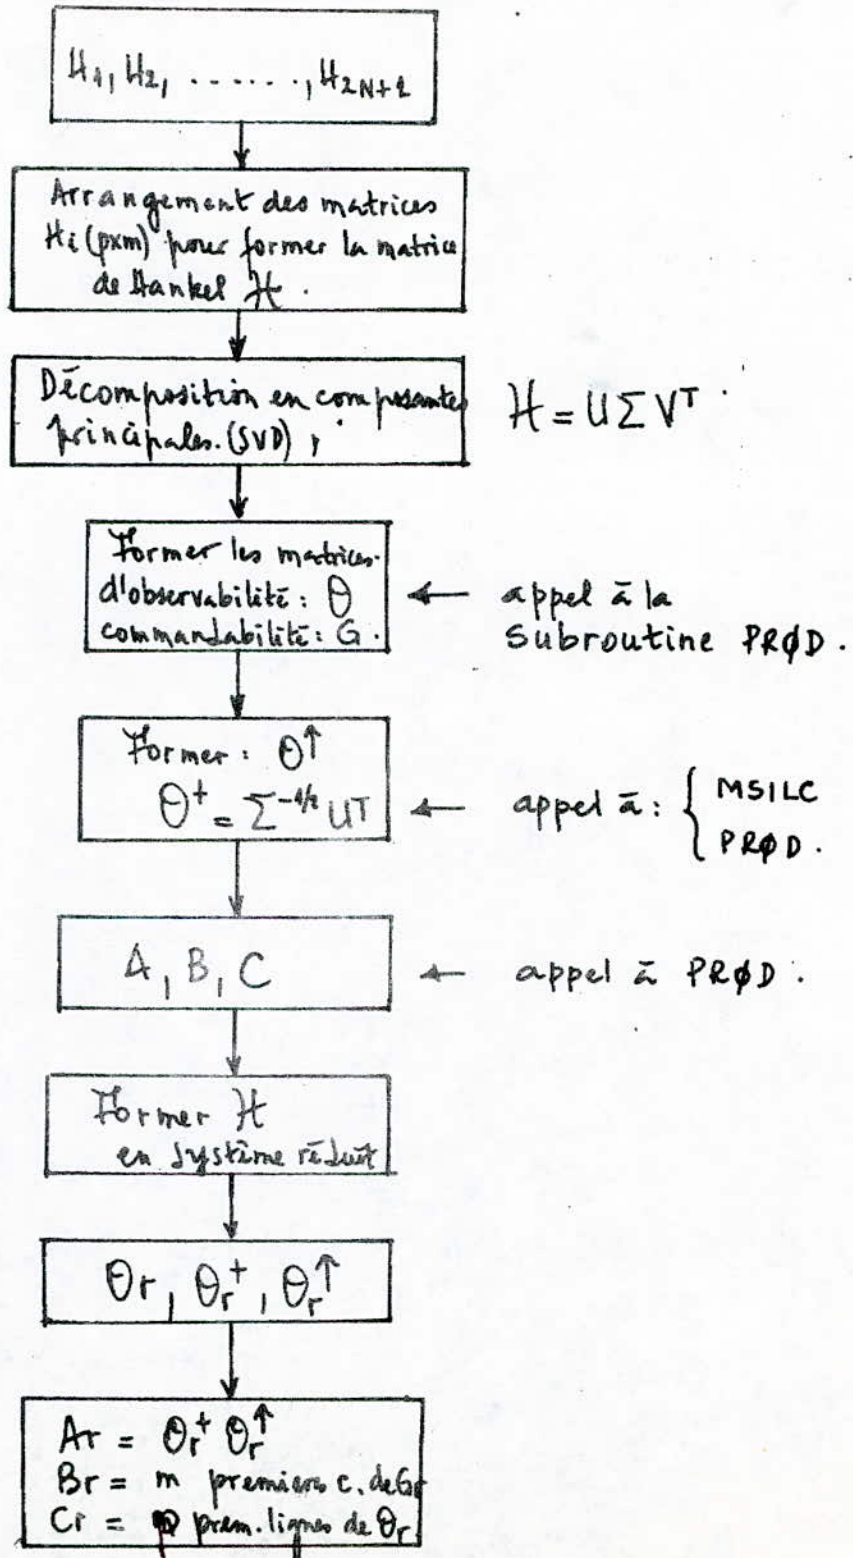 H₁, H₂, ......, H₂N+1
Arrangement des matrices
Hi (pxm) pour former la matrice
de Hankel ℋ.
Décomposition en composantes
principales. (SVD),
ℋ = U Σ Vᵀ
Former les matrices
d'observabilité : Θ
commandabilité : G.
← appel à la
Subroutine PRØD.
Former : Θ↑
Θ⁺ = Σ^-1/2 Uᵀ
← appel à : { MSILC
PRØD.
A, B, C
← appel à PRØD.
Former ℋ
en système réduit
Θr, Θr⁺, Θr↑
Ar = Θr⁺ Θr↑
Br = m premiers c. de Gr
Cr = prem. lignes de Θr